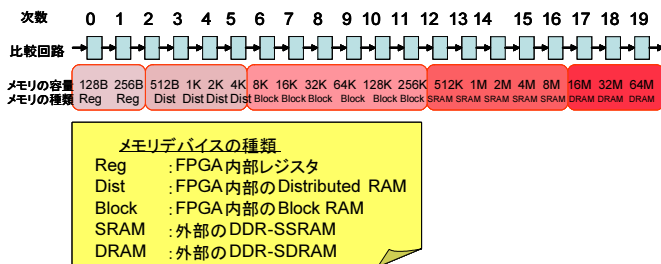 次数 0 1 2 3 4 5 6 7 8 9 10 11 12 13 14 15 16 17 18 19
比較回路
メモリの容量 128B 256B 512B 1K 2K 4K 8K 16K 32K 64K 128K 256K 512K 1M 2M 4M 8M 16M 32M 64M
メモリの種類 Reg Reg Dist Dist Dist Dist Block Block Block Block Block Block SRAM SRAM SRAM SRAM SRAM DRAM DRAM DRAM
メモリデバイスの種類
Reg :FPGA内部レジスタ
Dist :FPGA内部のDistributed RAM
Block :FPGA内部のBlock RAM
SRAM :外部のDDR-SSRAM
DRAM :外部のDDR-SDRAM